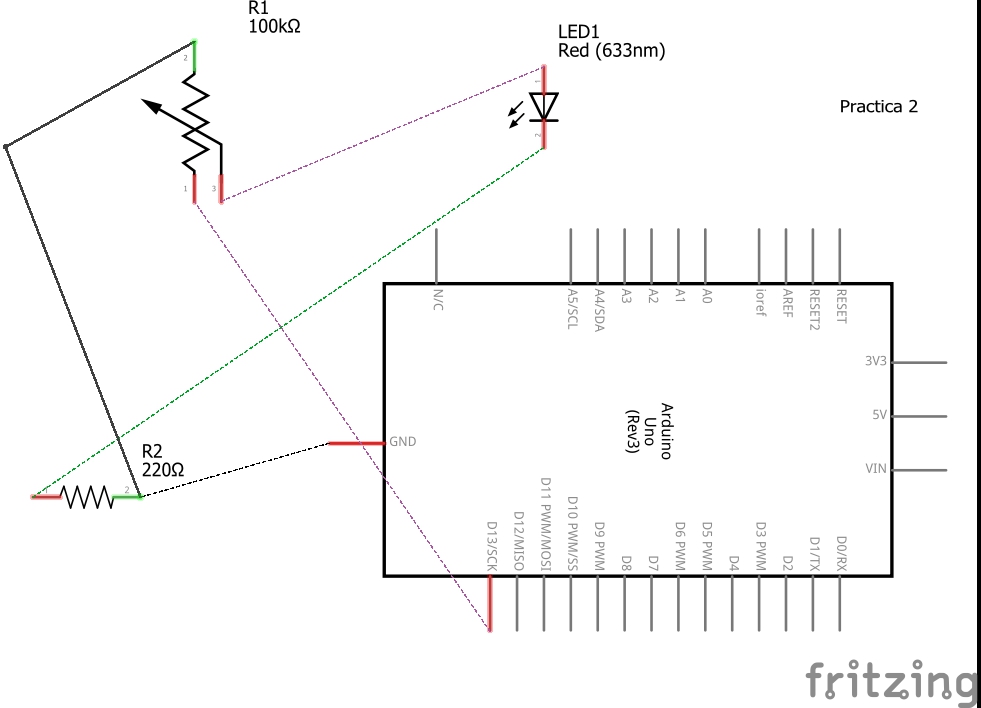 R1
100kΩ
2
1
3
LED1
Red (633nm)
1
2
Practica 2
N/C
A5/SCL
A4/SDA
A3
A2
A1
A0
ioref
AREF
RESET2
RESET
3V3
5V
VIN
Arduino
Uno
(Rev3)
GND
R2
220Ω
1
2
D13/SCK
D12/MISO
D11 PWM/MOSI
D10 PWM/SS
D9 PWM
D8
D7
D6 PWM
D5 PWM
D4
D3 PWM
D2
D1/TX
D0/RX
fritzing